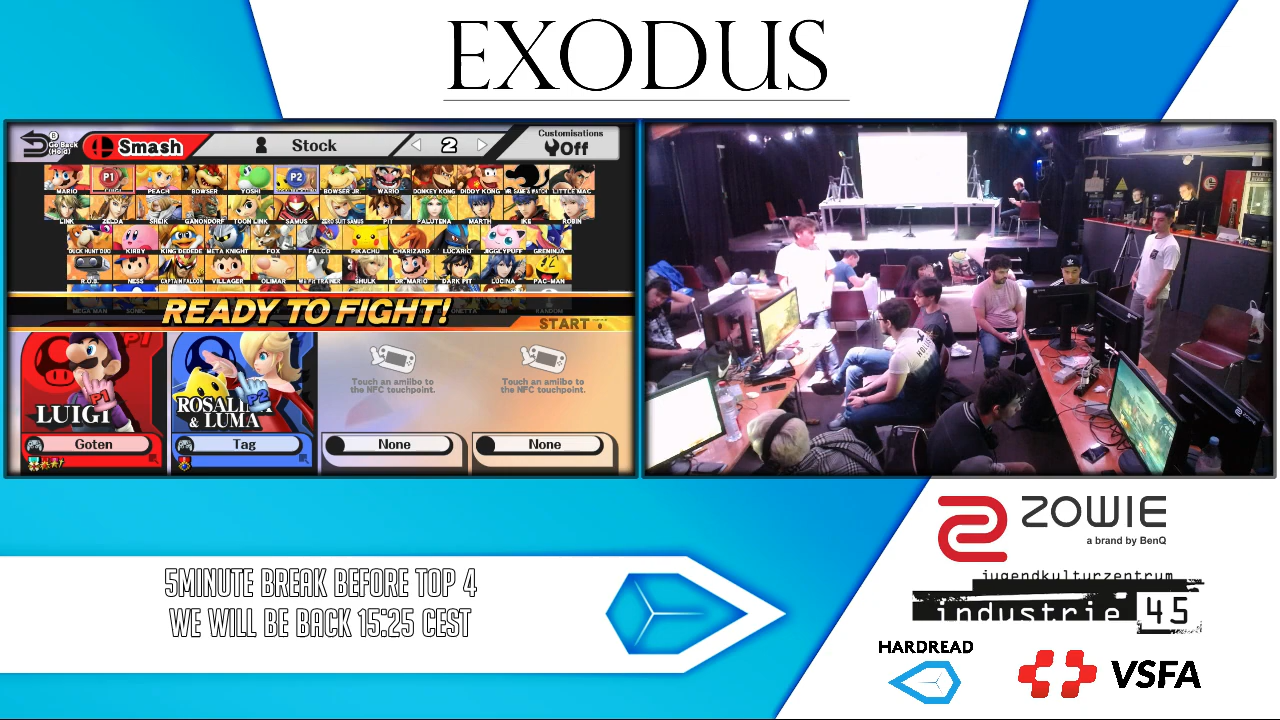 EXODUS
B Go Back (Hold)
Smash
Stock
2
Customisations
Off
MARIO P1 PEACH BOWSER YOSHI P2 BOWSER JR. WARIO DONKEY KONG DIDDY KONG MR. GAME & WATCH LITTLE MAC
LINK ZELDA SHEIK GANONDORF TOON LINK SAMUS ZERO SUIT SAMUS PIT PALUTENA MARTH IKE ROBIN
DUCK HUNT DUO KIRBY KING DEDEDE META KNIGHT FOX FALCO PIKACHU CHARIZARD LUCARIO JIGGLYPUFF GRENINJA
R.O.B. NESS CAPTAIN FALCON VILLAGER OLIMAR WII FIT TRAINER SHULK DR. MARIO DARK PIT LUCINA PAC-MAN
MEGA MAN SONIC RANDOM
READY TO FIGHT!
START
P1
P1
LUIGI
Goten
P2
ROSALINA
& LUMA
Tag
Touch an amiibo to
the NFC touchpoint.
None
Touch an amiibo to
the NFC touchpoint.
None
5MINUTE BREAK BEFORE TOP 4
WE WILL BE BACK 15:25 CEST
ZOWIE
a brand by BenQ
jugendkulturzentrum
industrie 45
HARDREAD
VSFA